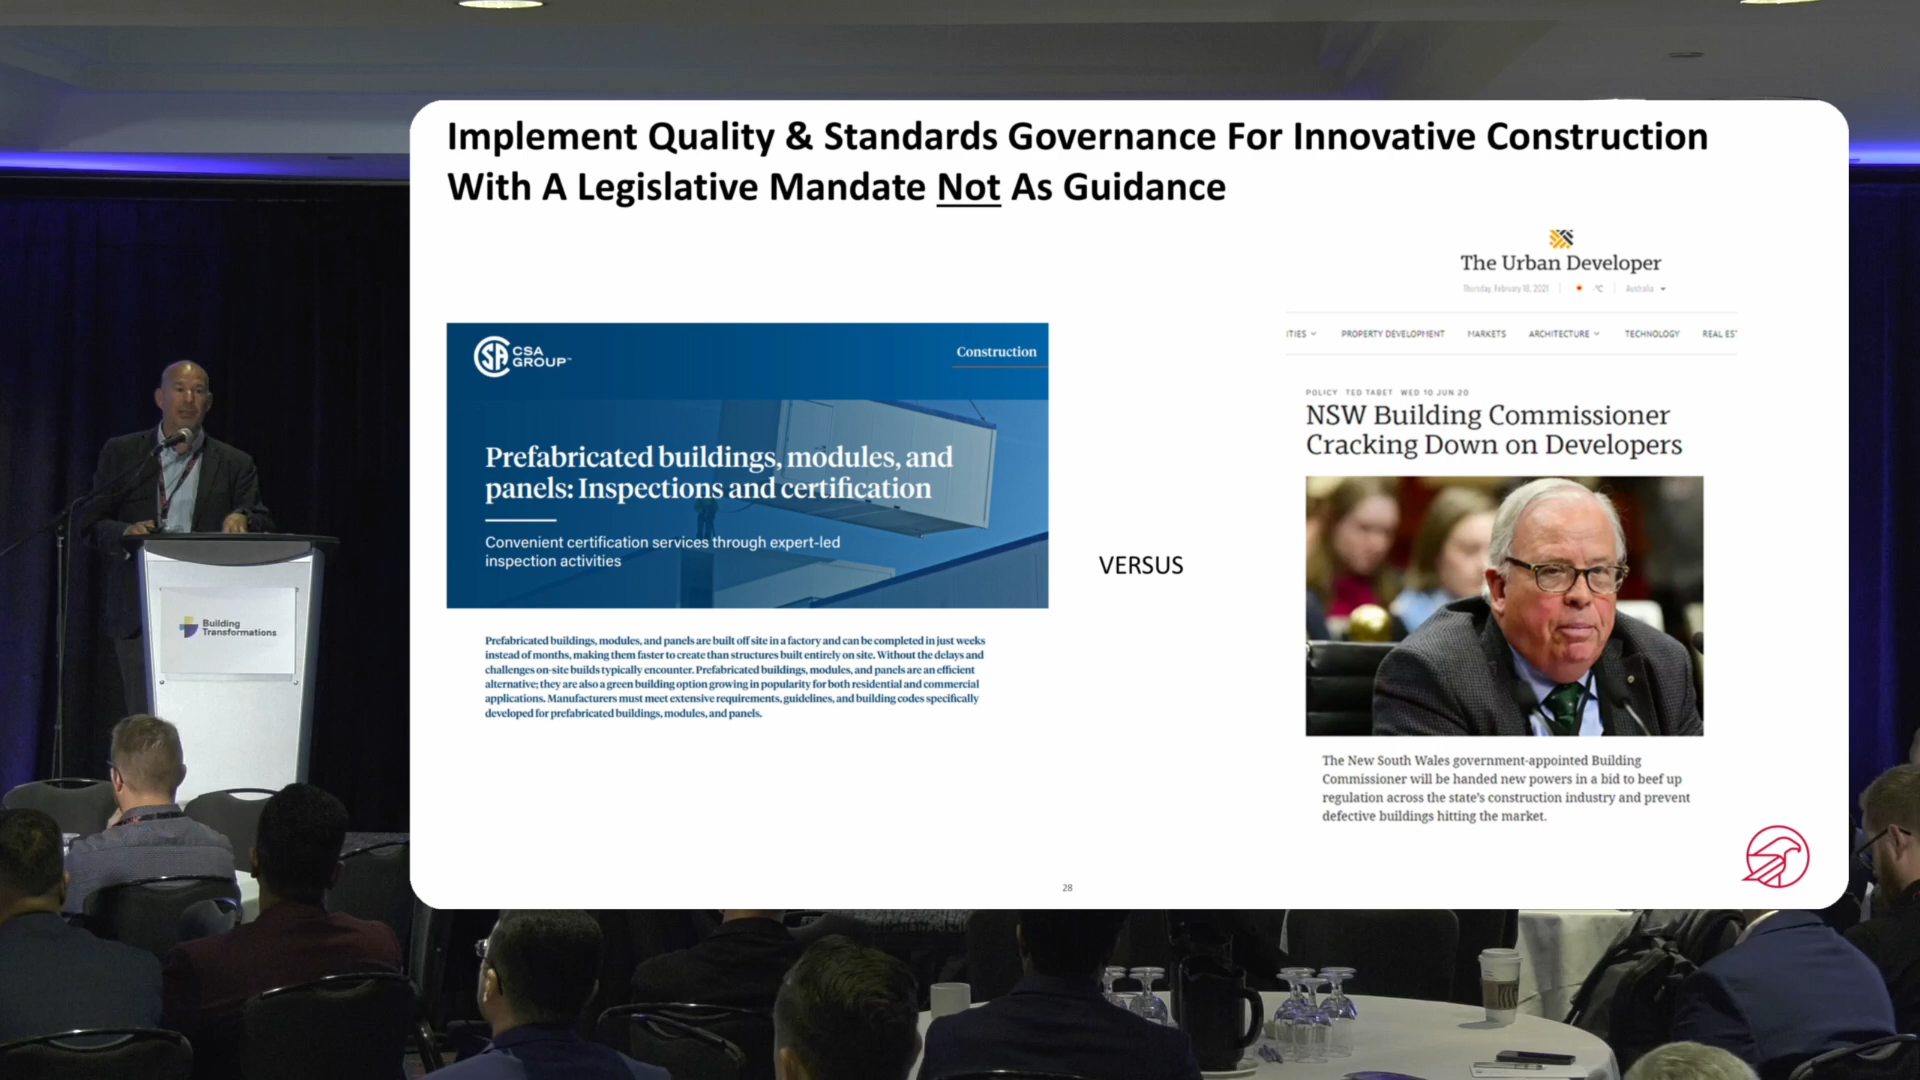 Implement Quality & Standards Governance For Innovative Construction
With A Legislative Mandate Not As Guidance
CSA
GROUP™
Construction
Prefabricated buildings, modules, and
panels: Inspections and certification
Convenient certification services through expert-led
inspection activities
Prefabricated buildings, modules, and panels are built off site in a factory and can be completed in just weeks
instead of months, making them faster to create than structures built entirely on site. Without the delays and
challenges on-site builds typically encounter. Prefabricated buildings, modules, and panels are an efficient
alternative; they are also a green building option growing in popularity for both residential and commercial
applications. Manufacturers must meet extensive requirements, guidelines, and building codes specifically
developed for prefabricated buildings, modules, and panels.
VERSUS
The Urban Developer
Thursday, February 18, 2021 °C Australia
ITIES PROPERTY DEVELOPMENT MARKETS ARCHITECTURE TECHNOLOGY REAL ES
POLICY TED TABET WED 10 JUN 20
NSW Building Commissioner
Cracking Down on Developers
The New South Wales government-appointed Building
Commissioner will be handed new powers in a bid to beef up
regulation across the state's construction industry and prevent
defective buildings hitting the market.
28
Building
Transformations